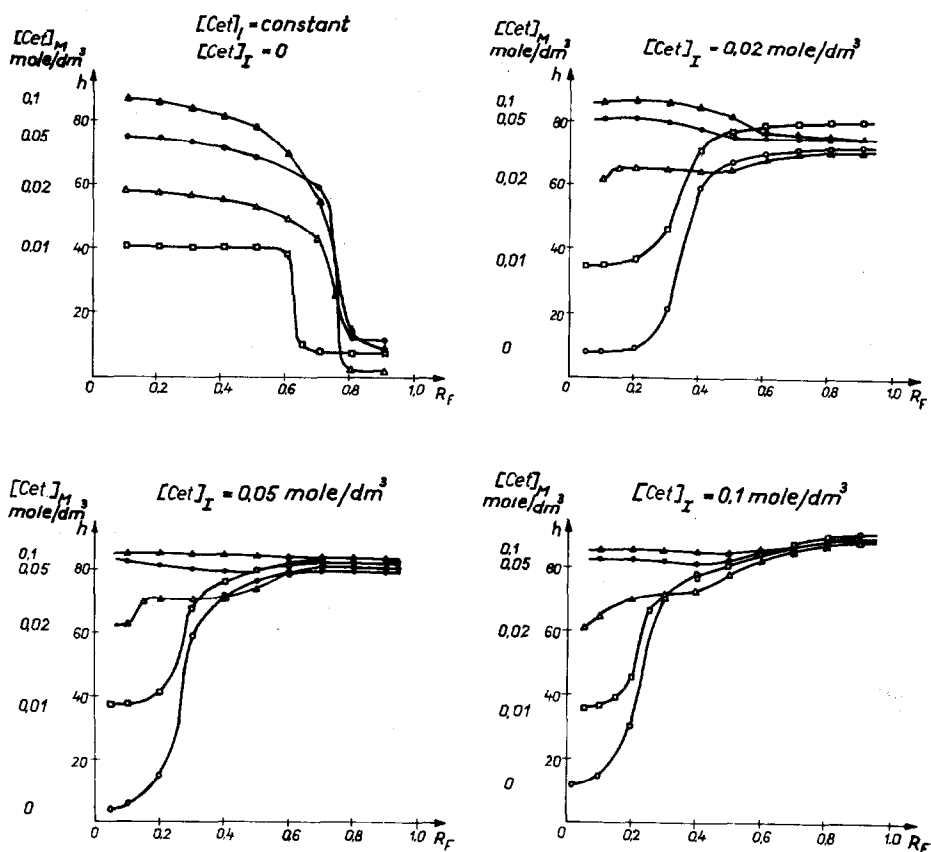 [Cet]M
mole/dm³
[Cet]l = constant
[Cet]I = 0
h
0,1
80
0,05
60
0,02
0,01
40
20
0
0,2
0,4
0,6
0,8
1,0
RF
[Cet]M
mole/dm³
[Cet]I = 0,02 mole/dm³
h
0,1
0,05
80
0,02
60
0,01
40
20
0
0
0,2
0,4
0,6
0,8
1.0
RF
[Cet]M
mole/dm³
[Cet]I = 0,05 mole/dm³
h
0,1
0,05
80
0,02
60
0,01
40
20
0
0
0,2
0,4
0,6
0,8
1.0
RF
[Cet]M
mole/dm³
[Cet]I = 0,1 mole/dm³
h
0,1
0,05
80
0,02
60
0,01
40
20
0
0
0,2
0,4
0,6
0,8
1.0
RF